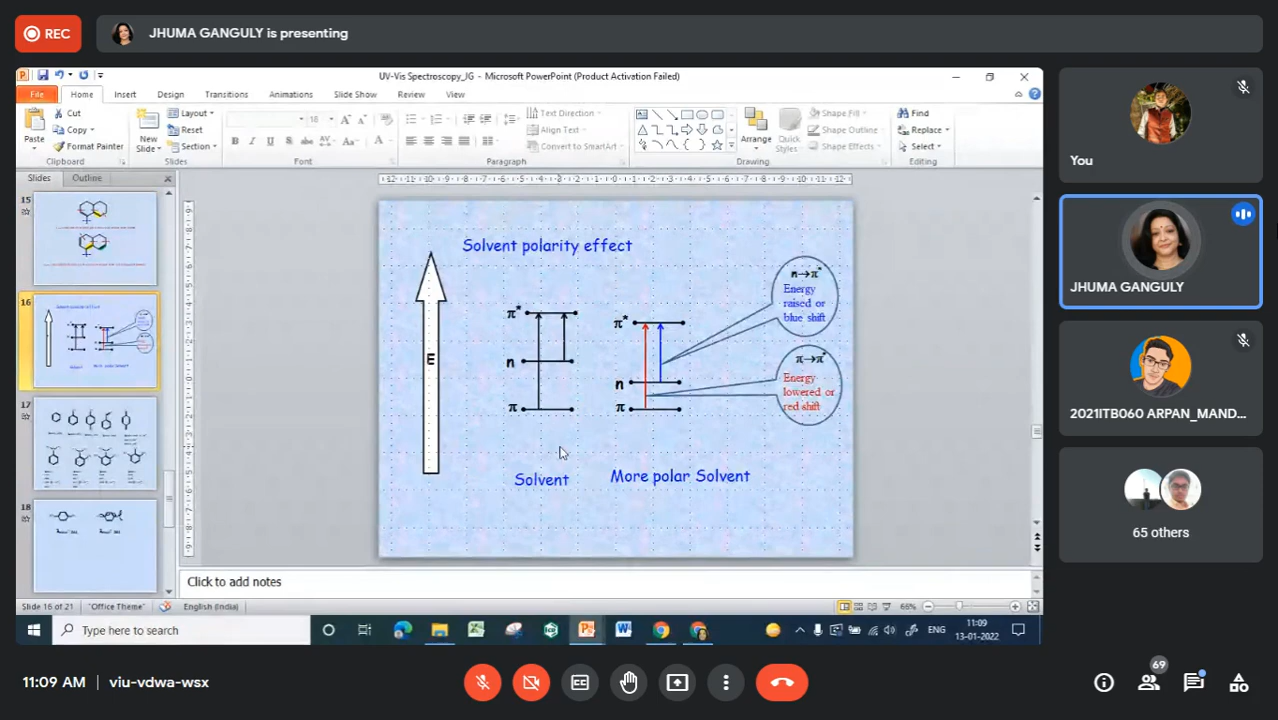 REC
JHUMA GANGULY is presenting
UV-Vis Spectroscopy_JG - Microsoft PowerPoint (Product Activation Failed)
File Home Insert Design Transitions Animations Slide Show Review View
Paste
Cut
Copy
Format Painter
Clipboard
New
Slide
Layout
Reset
Section
Slides
18
Font
Text Direction
Align Text
Convert to SmartArt
Paragraph
Arrange
Quick
Styles
Shape Fill
Shape Outline
Shape Effects
Drawing
Find
Replace
Select
Editing
Slides Outline
15
16
17
18
Solvent polarity effect
E
π*
n
π
Solvent
π*
n
π
More polar Solvent
n→π*
Energy
raised or
blue shift
π→π*
Energy
lowered or
red shift
Click to add notes
Slide 16 of 21 "Office Theme" English (India) 66%
Type here to search
ENG
11:09
13-01-2022
You
JHUMA GANGULY
2021ITB060 ARPAN_MAND...
65 others
11:09 AM | viu-vdwa-wsx
69